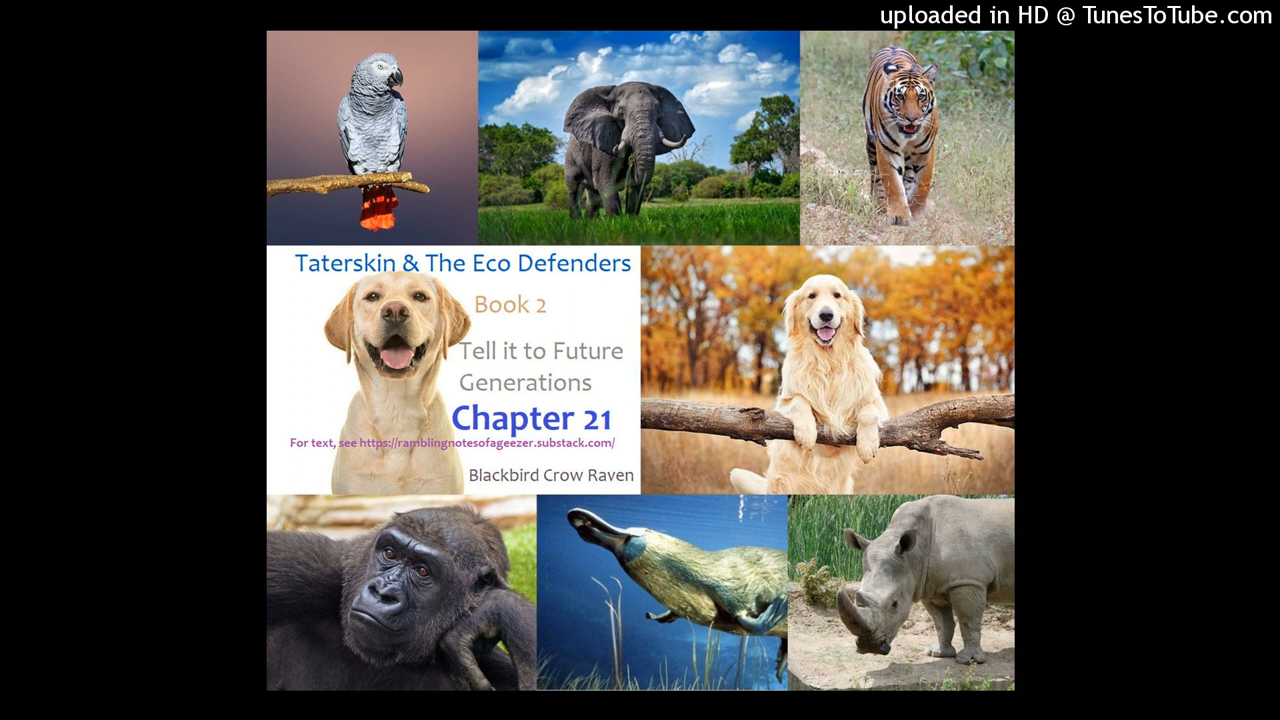 uploaded in HD @ TunesToTube.com
Taterskin & The Eco Defenders
Book 2
Tell it to Future
Generations
Chapter 21
For text, see https://ramblingnotesofageezer.substack.com/
Blackbird Crow Raven